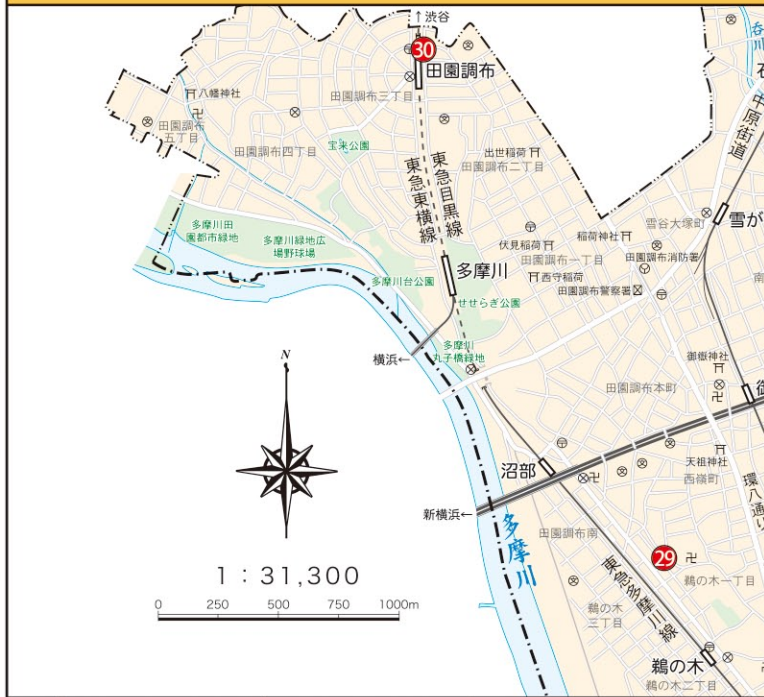 ↑渋谷
呑川
30
田園調布
石
八幡神社
田園調布三丁目
中原街道
田園調布
五丁目
田園調布四丁目
宝来公園
出世稲荷
田園調布二丁目
東急東横線
東急目黒線
雪谷大塚町
雪が
多摩川田
園都市緑地
多摩川緑地広
場野球場
伏見稲荷
稲荷神社
田園調布一丁目
田園調布消防署
多摩川
西守稲荷
南
多摩川台公園
田園調布警察署
せせらぎ公園
多摩川
丸子橋緑地
横浜←
御嶽神社
N
田園調布本町
御
天祖神社
沼部
西嶺町
環八通り
新横浜←
多摩川
田園調布南
29
1:31,300
東急多摩川線
鵜の木一丁目
0 250 500 750 1000m
鵜の木
三丁目
鵜の木
鵜の木二丁目